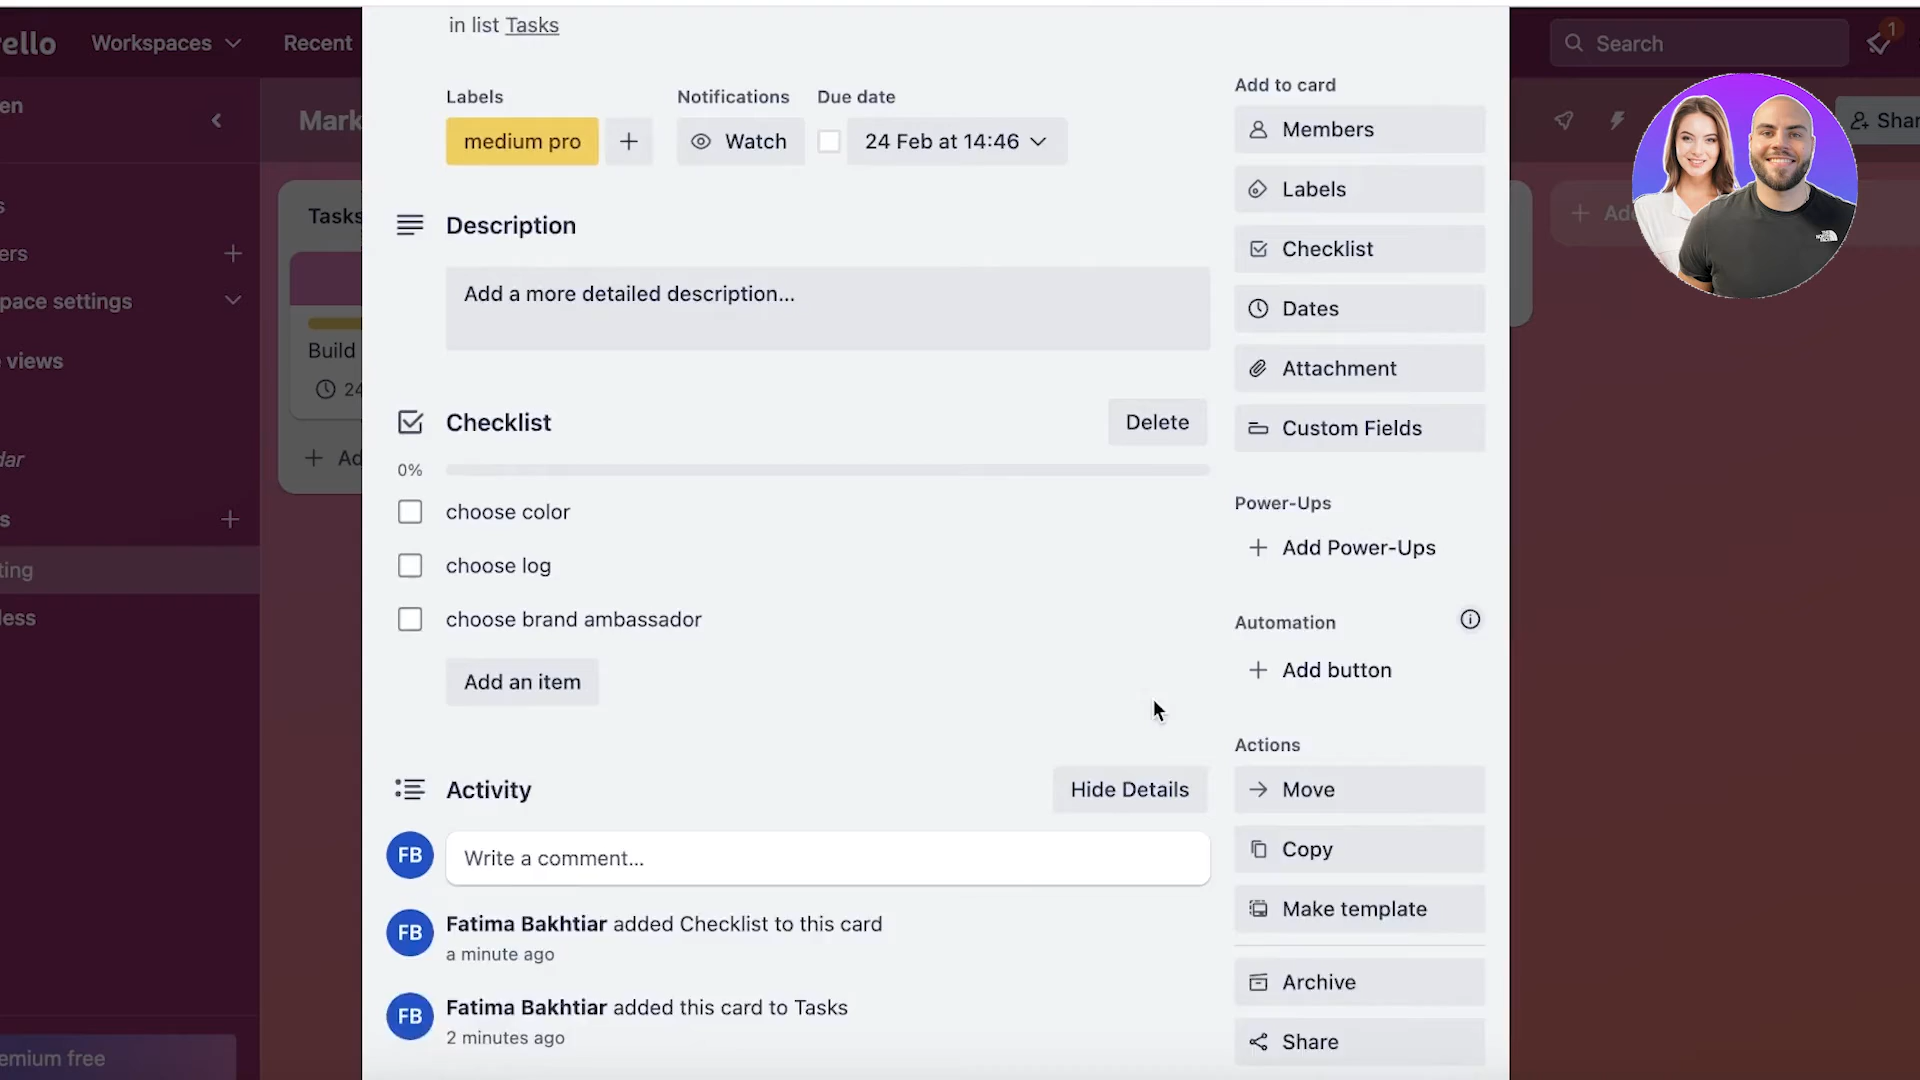 in list Tasks
ello
Workspaces
Recent
Search
1
en
Mark
Shar
Labels
Notifications
Due date
medium pro
Watch
24 Feb at 14:46
Add to card
Members
Labels
Checklist
Dates
Attachment
Custom Fields
s
ers
pace settings
views
dar
s
ting
less
emium free
Tasks
Build
24
Ad
Ad
Description
Add a more detailed description...
Checklist
Delete
0%
choose color
choose log
choose brand ambassador
Add an item
Power-Ups
Add Power-Ups
Automation
Add button
Activity
Hide Details
FB
Write a comment...
FB
Fatima Bakhtiar added Checklist to this card
a minute ago
FB
Fatima Bakhtiar added this card to Tasks
2 minutes ago
Actions
Move
Copy
Make template
Archive
Share